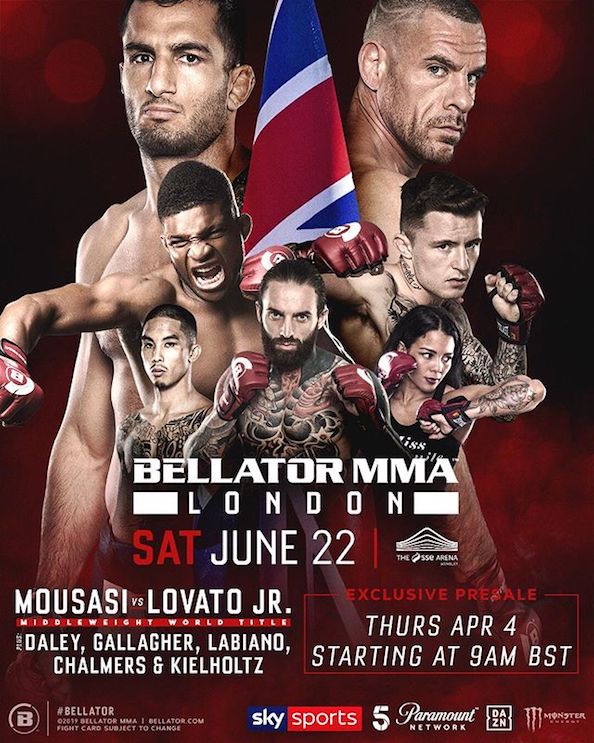 Miss
BELLATOR MMA
LONDON
SAT JUNE 22
THE sse ARENA
WEMBLEY
MOUSASI vs LOVATO JR.
MIDDLEWEIGHT WORLD TITLE
PLUS: DALEY, GALLAGHER, LABIANO,
CHALMERS & KIELHOLTZ
EXCLUSIVE PRESALE
THURS APR 4
STARTING AT 9AM BST
B
#BELLATOR
©2019 BELLATOR MMA | BELLATOR.COM
FIGHT CARD SUBJECT TO CHANGE
sky sports
5
Paramount
NETWORK
DAZN
MONSTER
ENERGY